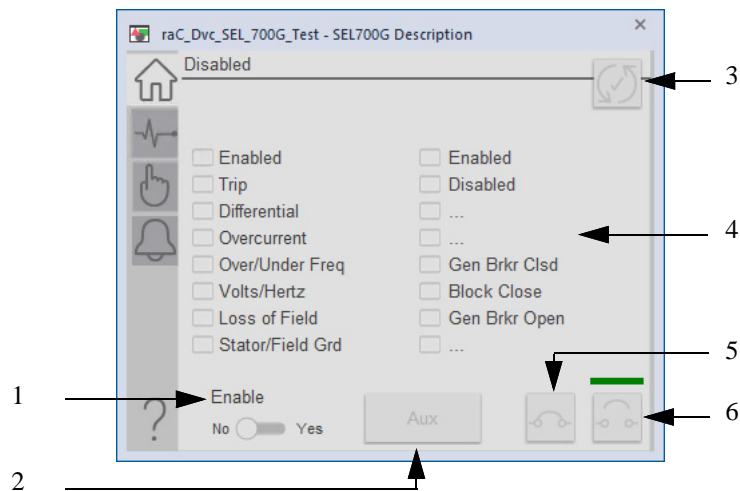 raC_Dvc_SEL_700G_Test - SEL700G Description
Disabled
3
Enabled
Trip
Differential
Overcurrent
Over/Under Freq
Volts/Hertz
Loss of Field
Stator/Field Grd
Enabled
Disabled
...
...
Gen Brkr Clsd
Block Close
Gen Brkr Open
...
4
5
1
Enable
No Yes
Aux
6
?
2